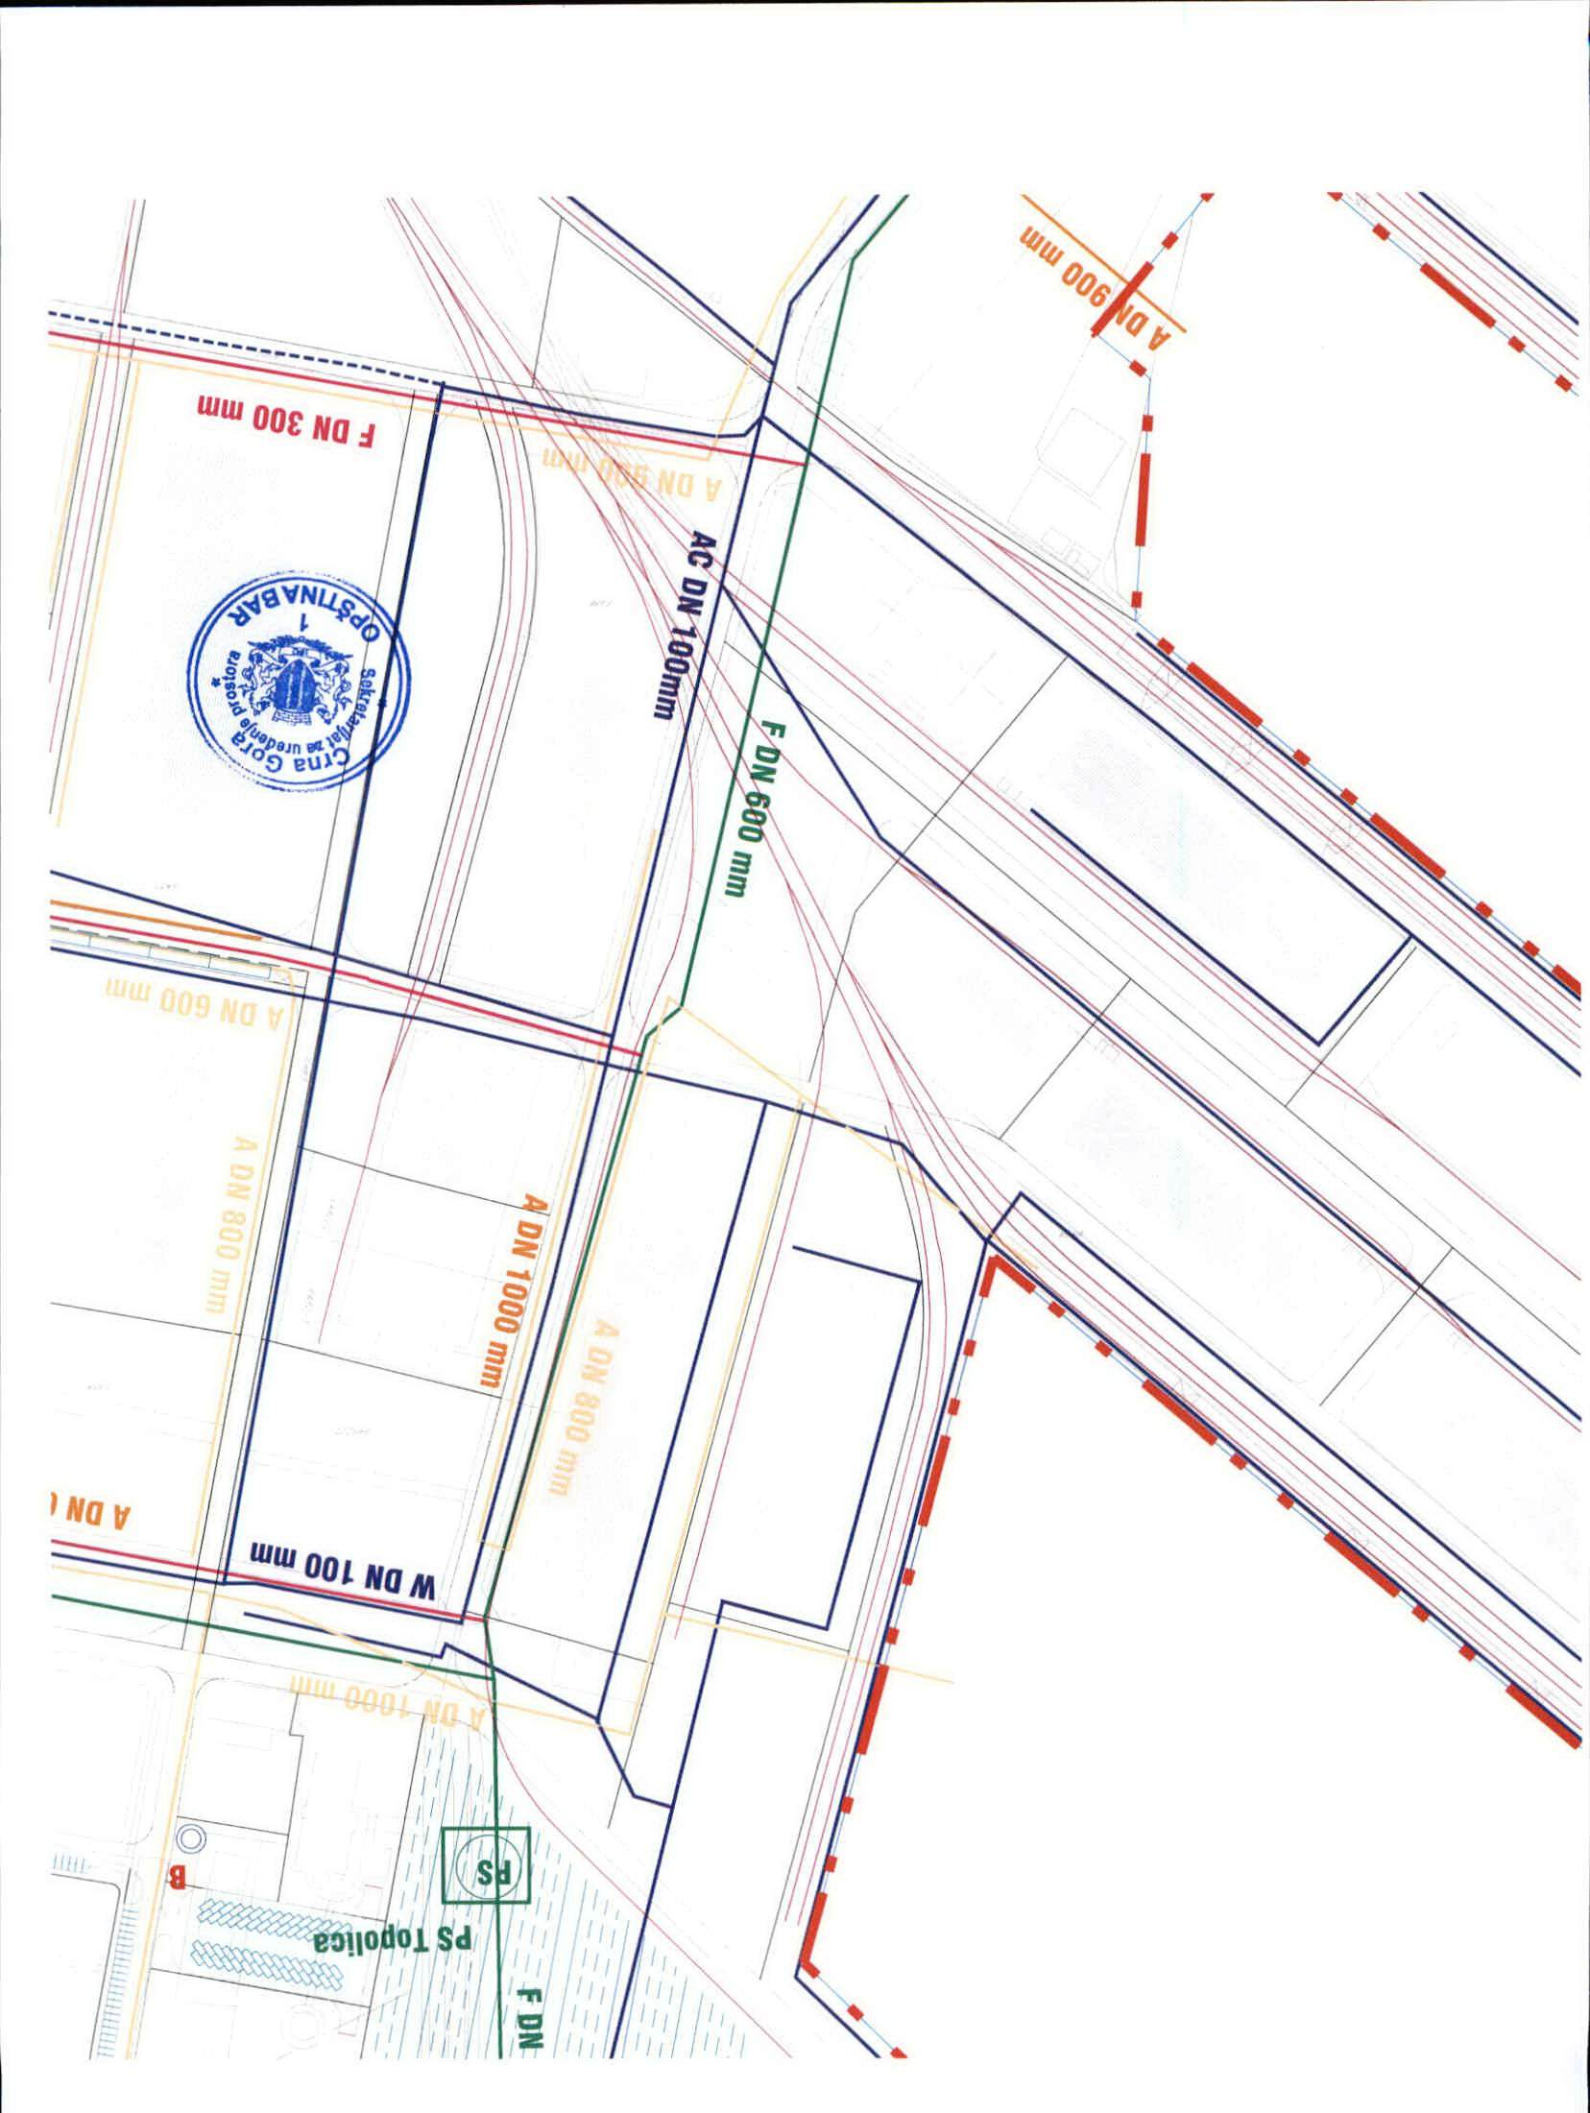 A DN 900 mm
F DN 300 mm
A DN 900 mm
AC DN 100mm
OPŠTINA BAR
1
Crna Gora
Sekretarijat za uređenje prostora
F DN 600 mm
A DN 600 mm
A DN 800 mm
A DN 1000 mm
A DN 800 mm
A DN
W DN 100 mm
A DN 1000 mm
PS
B
PS Topolica
F DN